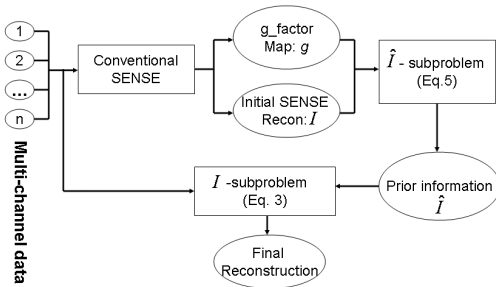 1
2
...
n
Multi-channel data
Conventional
SENSE
g_factor
Map: g
Initial SENSE
Recon: I
Î - subproblem
(Eq.5)
Prior information
Î
I -subproblem
(Eq. 3)
Final
Reconstruction